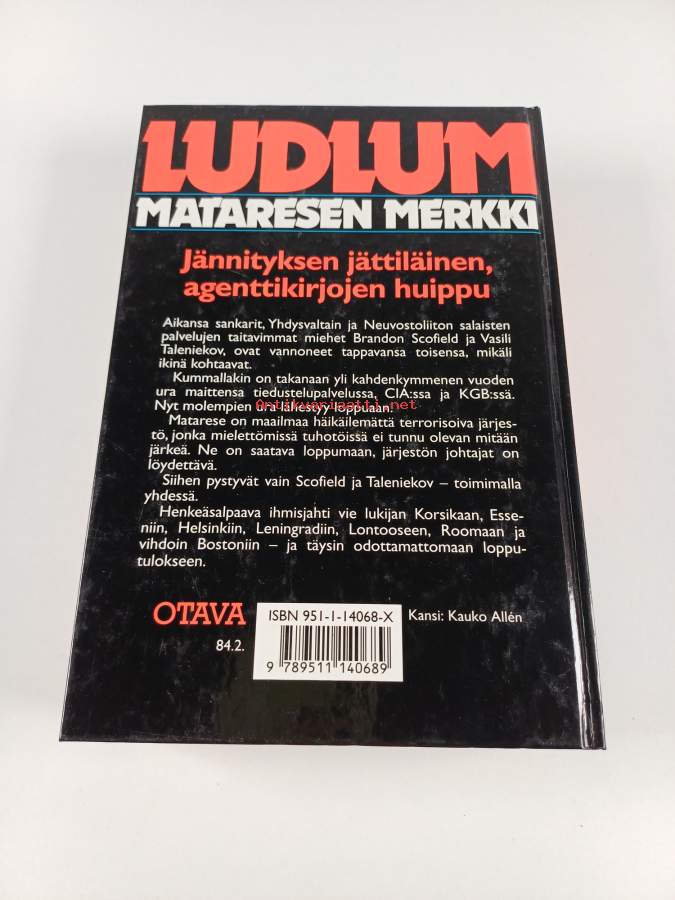 LUDLUM
MATARESEN MERKKI
Jännityksen jättiläinen,
agenttikirjojen huippu
Aikansa sankarit, Yhdysvaltain ja Neuvostoliiton salaisten
palvelujen taitavimmat miehet Brandon Scofield ja Vasili
Taleniekov, ovat vannoneet tappavansa toisensa, mikäli
ikinä kohtaavat.
Kummallakin on takanaan yli kahdenkymmenen vuoden
ura maittensa tiedustelupalvelussa, CIA:ssa ja KGB:ssä.
Nyt molempien ura lähestyy loppuaan.
Antikvariaatti.net
Matarese on maailmaa häikäilemättä terrorisoiva järjes-
tö, jonka mielettömissä tuhotöissä ei tunnu olevan mitään
järkeä. Ne on saatava loppumaan, järjestön johtajat on
löydettävä.
Siihen pystyvät vain Scofield ja Taleniekov – toimimalla
yhdessä.
Henkeäsalpaava ihmisjahti vie lukijan Korsikaan, Esse-
niin, Helsinkiin, Leningradiin, Lontooseen, Roomaan ja
vihdoin Bostoniin – ja täysin odottamattomaan loppu-
tulokseen.
OTAVA
84.2.
ISBN 951-1-14068-X
9 789511 140689
Kansi: Kauko Allén